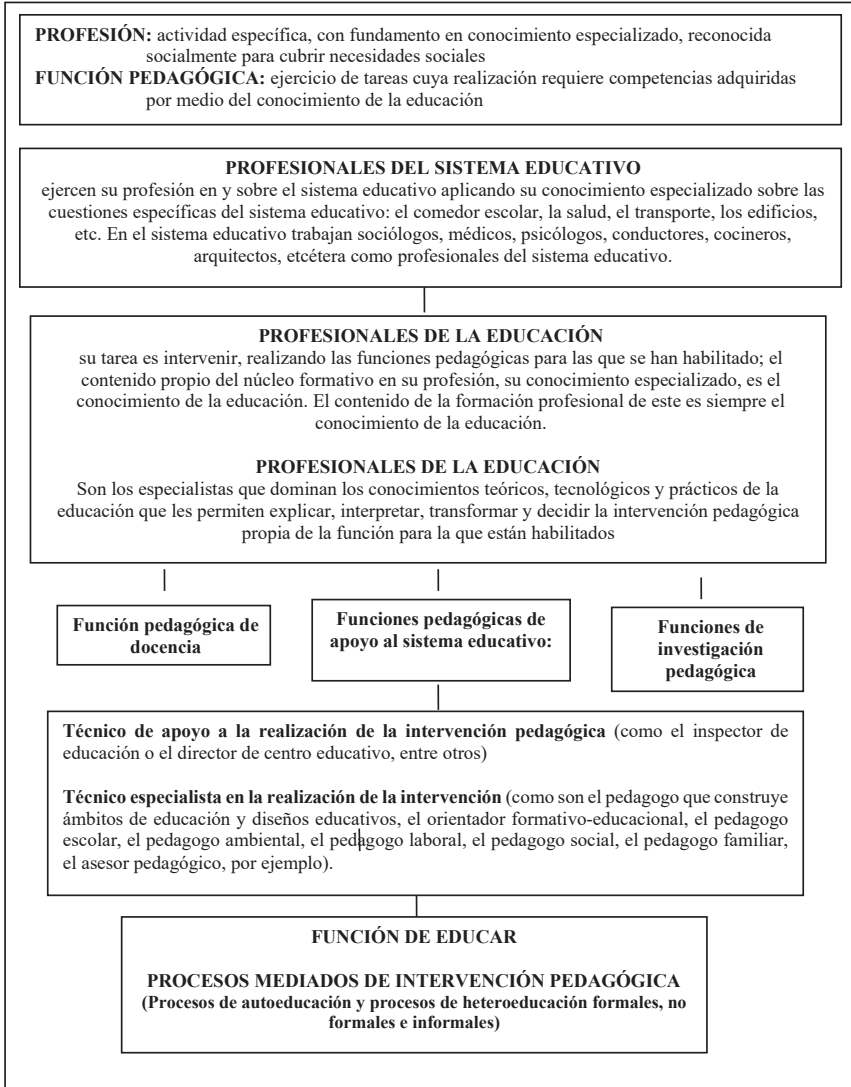 PROFESIÓN: actividad específica, con fundamento en conocimiento especializado, reconocida
socialmente para cubrir necesidades sociales
FUNCIÓN PEDAGÓGICA: ejercicio de tareas cuya realización requiere competencias adquiridas
por medio del conocimiento de la educación
PROFESIONALES DEL SISTEMA EDUCATIVO
ejercen su profesión en y sobre el sistema educativo aplicando su conocimiento especializado sobre las
cuestiones específicas del sistema educativo: el comedor escolar, la salud, el transporte, los edificios,
etc. En el sistema educativo trabajan sociólogos, médicos, psicólogos, conductores, cocineros,
arquitectos, etcétera como profesionales del sistema educativo.
PROFESIONALES DE LA EDUCACIÓN
su tarea es intervenir, realizando las funciones pedagógicas para las que se han habilitado; el
contenido propio del núcleo formativo en su profesión, su conocimiento especializado, es el
conocimiento de la educación. El contenido de la formación profesional de este es siempre el
conocimiento de la educación.
PROFESIONALES DE LA EDUCACIÓN
Son los especialistas que dominan los conocimientos teóricos, tecnológicos y prácticos de la
educación que les permiten explicar, interpretar, transformar y decidir la intervención pedagógica
propia de la función para la que están habilitados
Función pedagógica de
docencia
Funciones pedagógicas de
apoyo al sistema educativo:
Funciones de
investigación
pedagógica
Técnico de apoyo a la realización de la intervención pedagógica (como el inspector de
educación o el director de centro educativo, entre otros)
Técnico especialista en la realización de la intervención (como son el pedagogo que construye
ámbitos de educación y diseños educativos, el orientador formativo-educacional, el pedagogo
escolar, el pedagogo ambiental, el pedagogo laboral, el pedagogo social, el pedagogo familiar,
el asesor pedagógico, por ejemplo).
FUNCIÓN DE EDUCAR
PROCESOS MEDIADOS DE INTERVENCIÓN PEDAGÓGICA
(Procesos de autoeducación y procesos de heteroeducación formales, no
formales e informales)